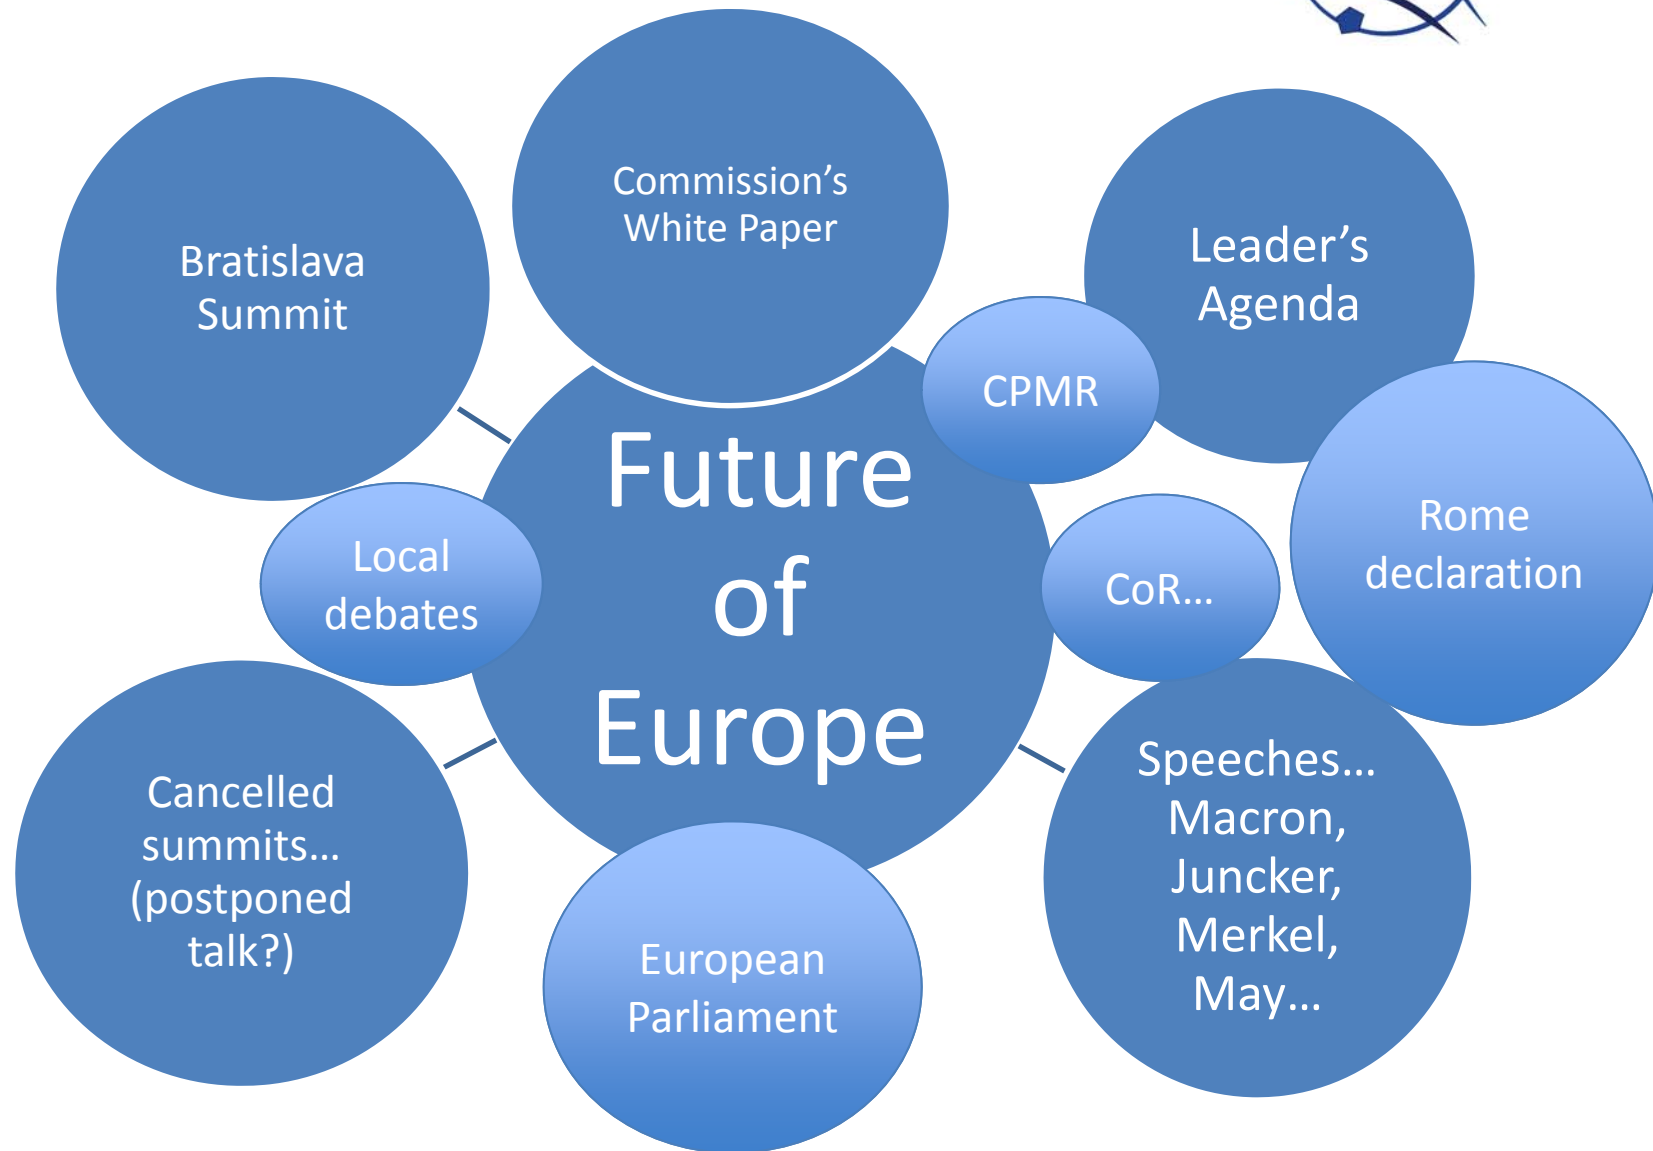 Commission’s
White Paper
Bratislava
Summit
Leader’s
Agenda
CPMR
Future
of
Europe
Rome
declaration
Local
debates
CoR…
Cancelled
summits…
(postponed
talk?)
Speeches…
Macron,
Juncker,
Merkel,
May…
European
Parliament